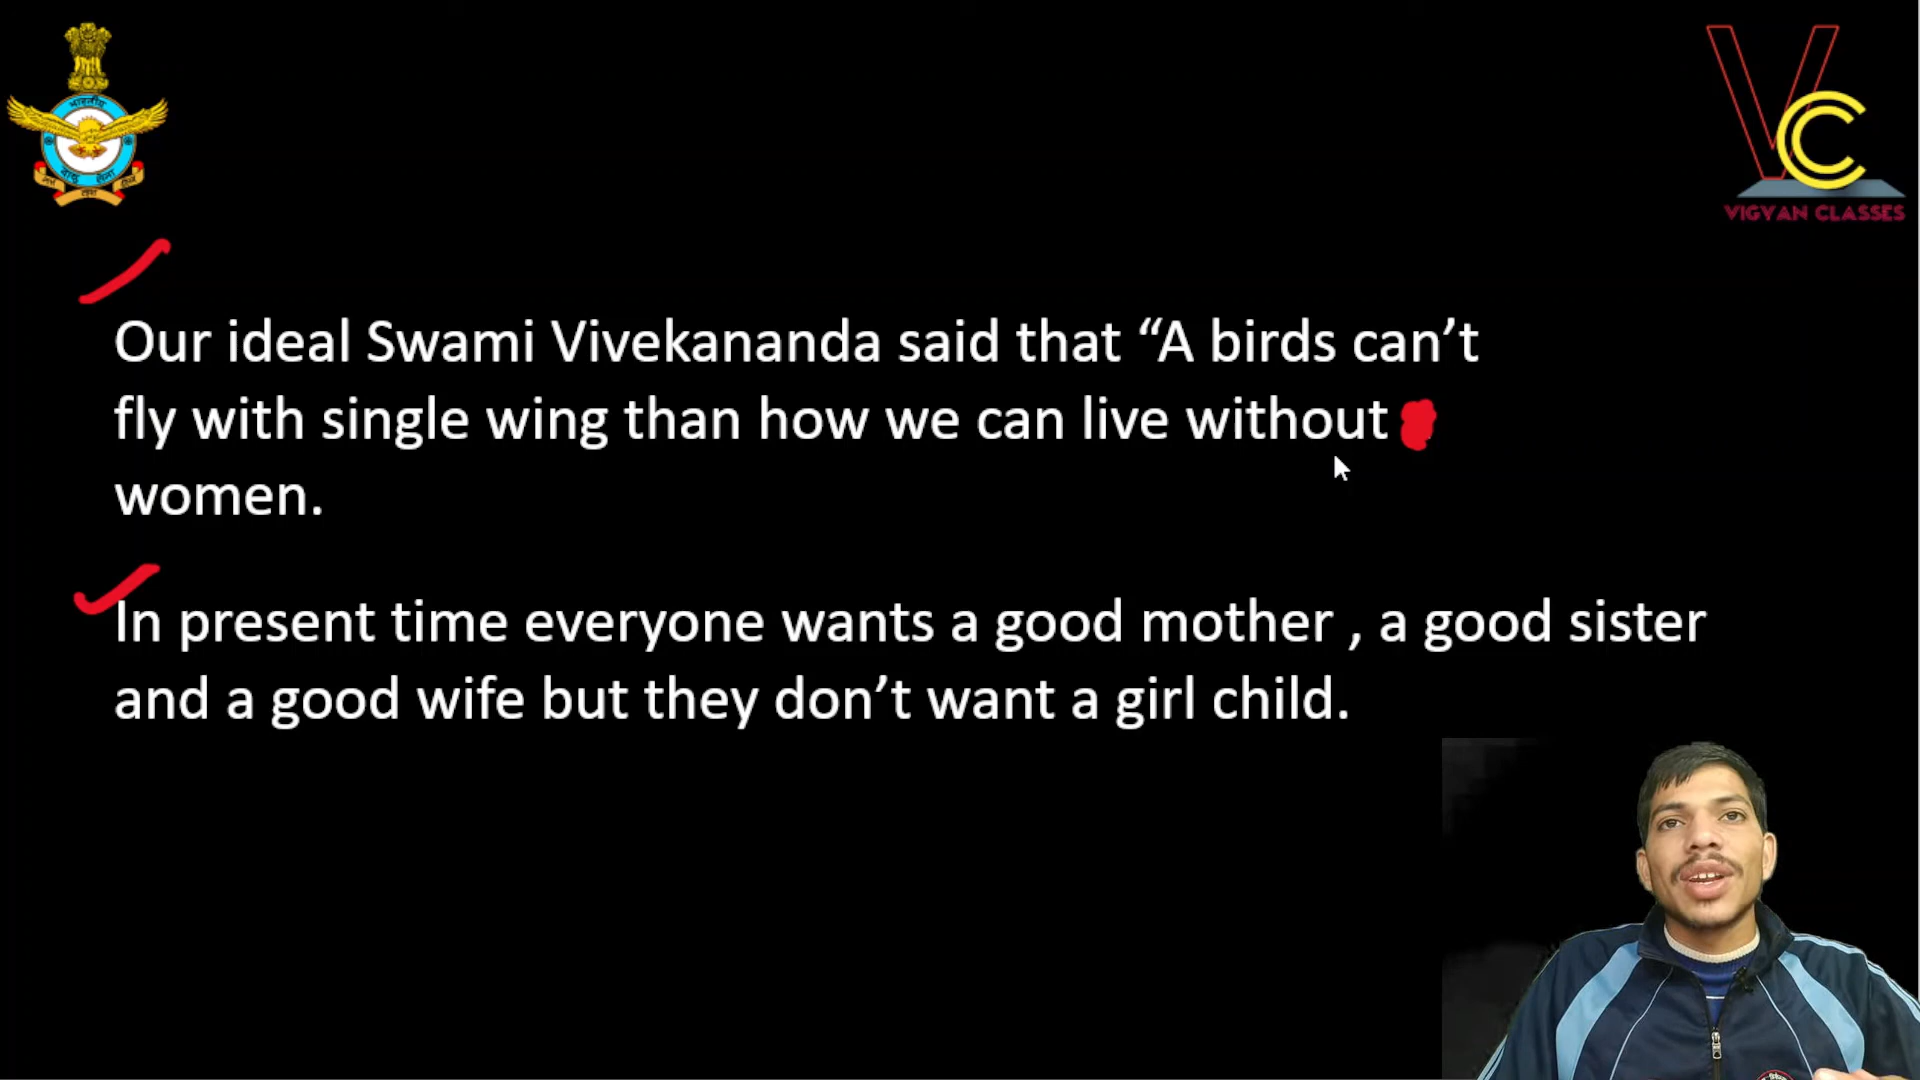 भारतीय
वायु सेना
VC
VIGYAN CLASSES
Our ideal Swami Vivekananda said that “A birds can’t
fly with single wing than how we can live without
women.
In present time everyone wants a good mother , a good sister
and a good wife but they don’t want a girl child.